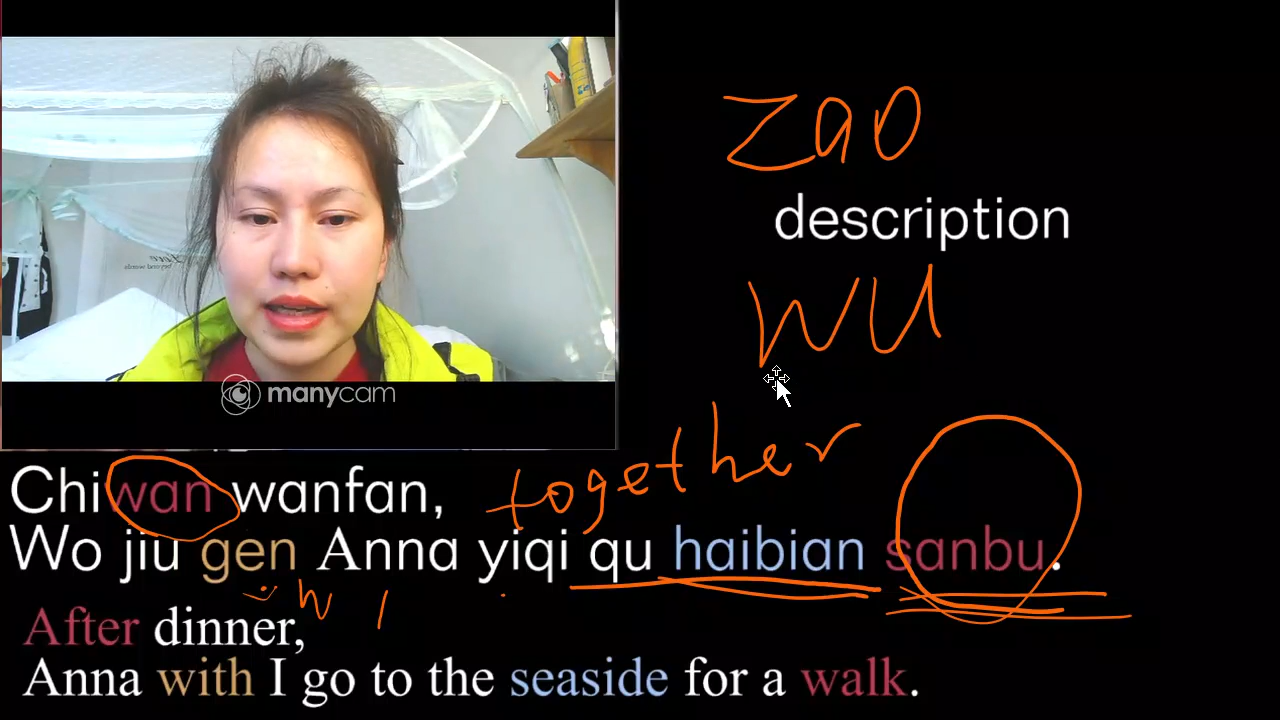 zao
description
wu
manycam
together
Chi wan wanfan,
Wo jiu gen Anna yiqi qu haibian sanbu.
After dinner,
Anna with I go to the seaside for a walk.